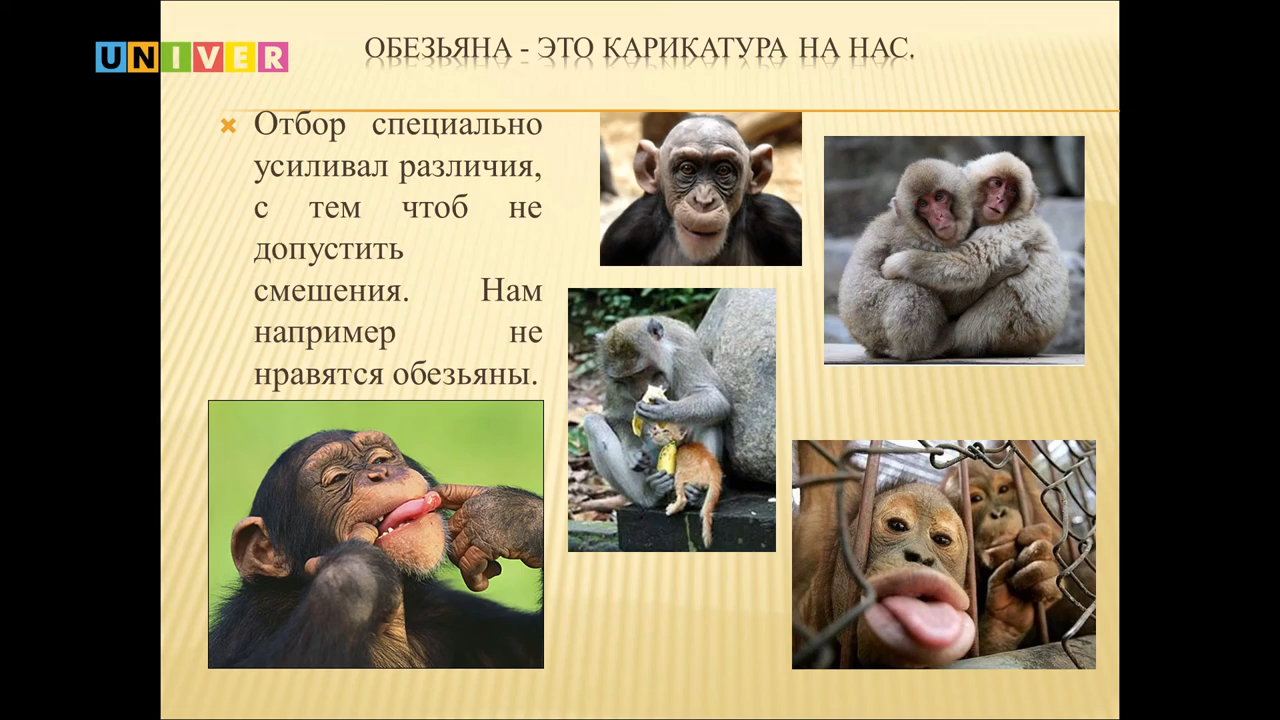 UNIVER
ОБЕЗЬЯНА - ЭТО КАРИКАТУРА НА НАС.
Отбор специально
усиливал различия,
с тем чтоб не
допустить
смешения. Нам
например не
нравятся обезьяны.